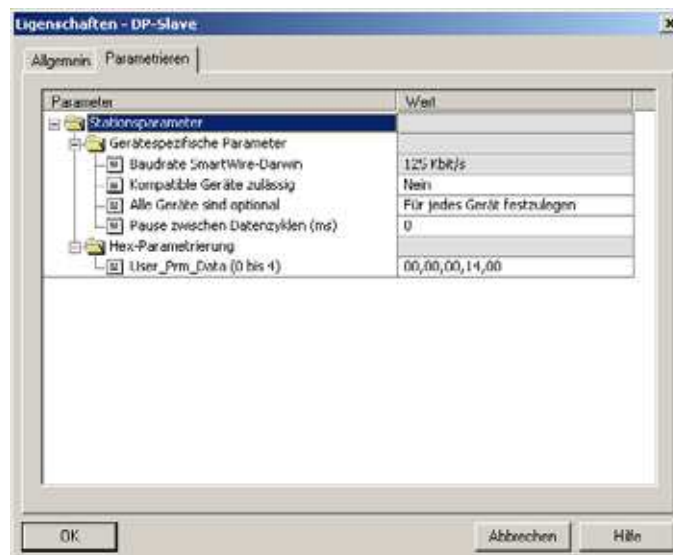 Eigenschaften - DP-Slave
Allgemein Parametrieren
Parameter Wert
Stationsparameter
Gerätespezifische Parameter
Baudrate SmartWire-Darwin 125 Kbit/s
Kompatible Geräte zulässig Nein
Alle Geräte sind optional Für jedes Gerät festzulegen
Pause zwischen Datenzyklen (ms) 0
Hex-Parametrierung
User_Prm_Data (0 bis 4) 00,00,00,14,00
OK Abbrechen Hilfe